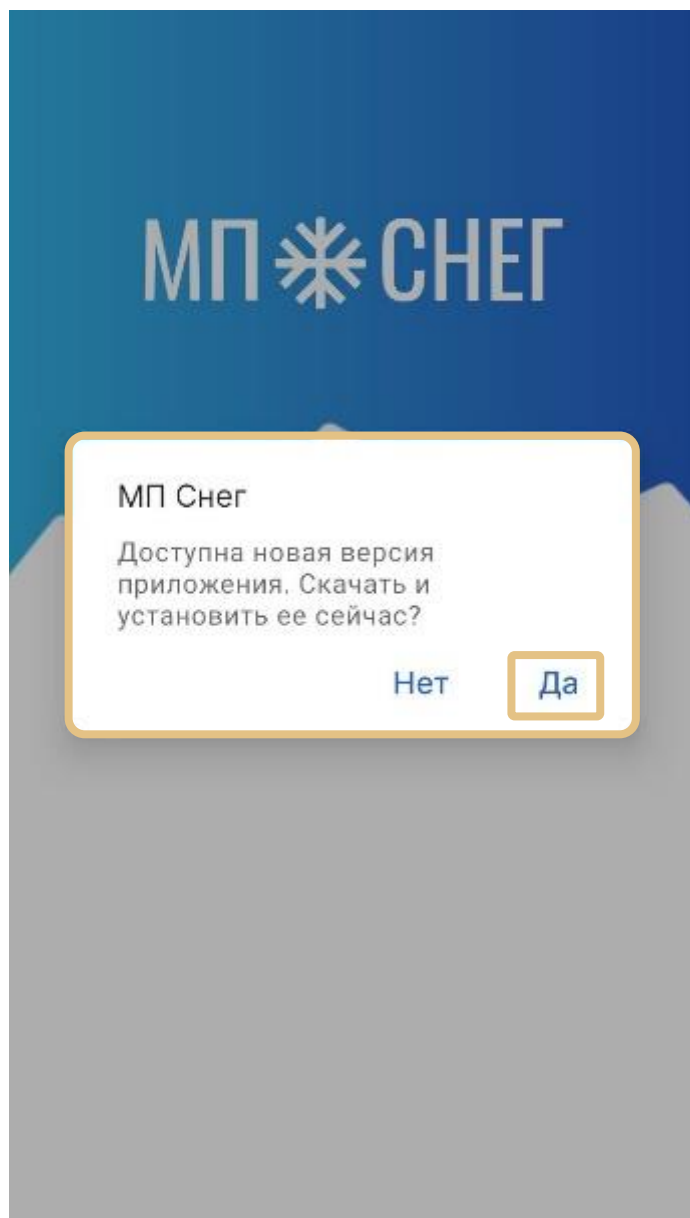 МП СНЕГ
МП Снег
Доступна новая версия
приложения. Скачать и
установить ее сейчас?
Нет Да